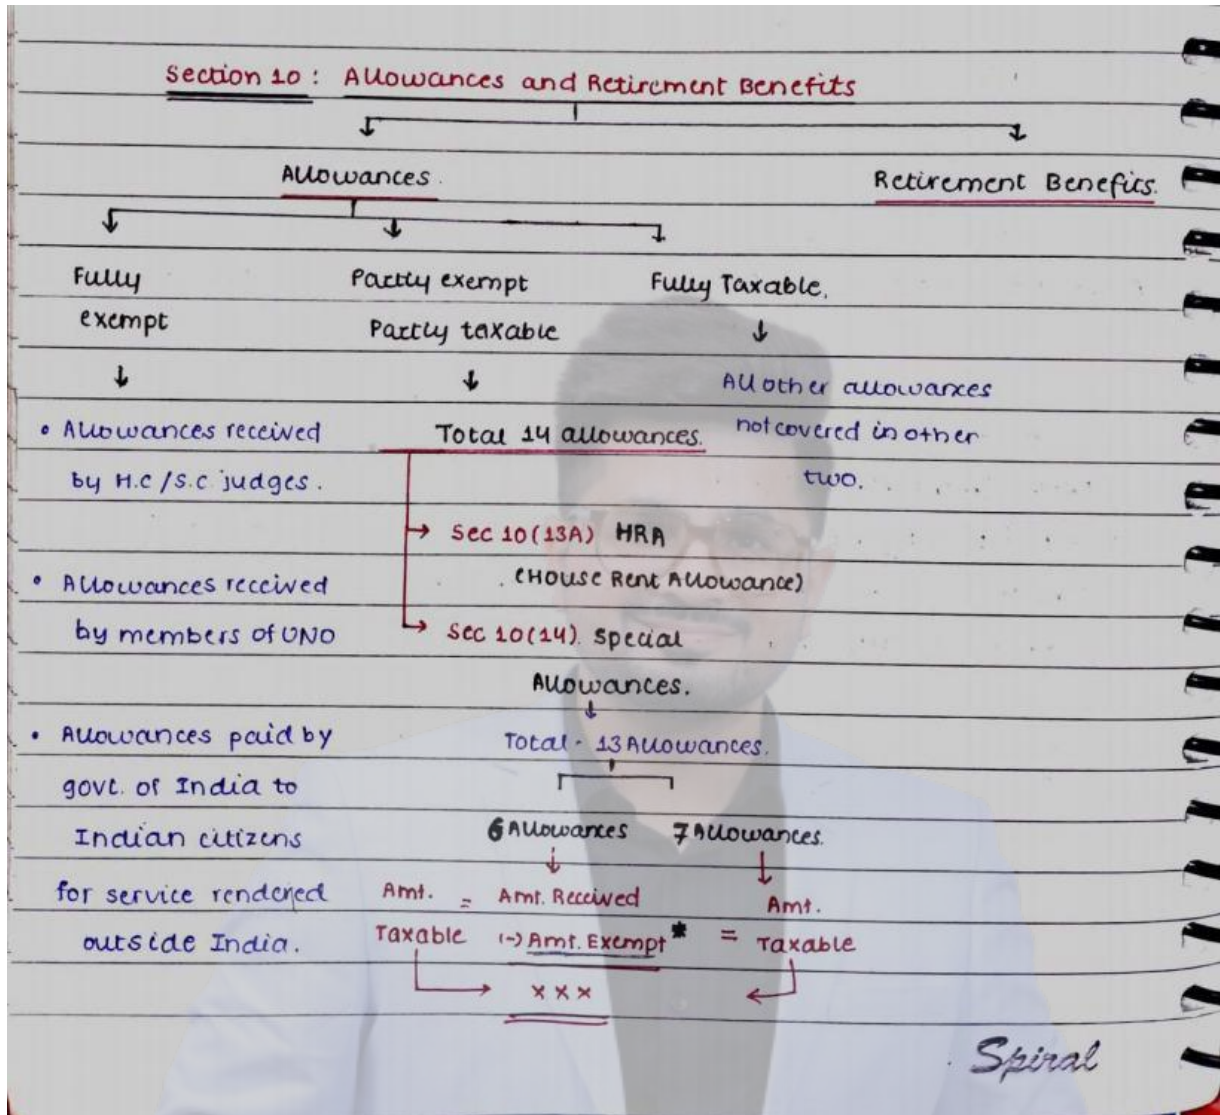 Section 10: Allowances and Retirement Benefits
Allowances.
Retirement Benefits.
Fully
exempt
Partly exempt
Partly taxable
Fully Taxable.
• Allowances received
by H.C/S.C judges.
• Allowances received
by members of UNO
• Allowances paid by
govt. of India to
Indian citizens
for service rendered
outside India.
Total 14 allowances.
Sec 10(13A) HRA
(House Rent Allowance)
Sec 10(14). Special
Allowances.
Total - 13 Allowances.
6 Allowances
7 Allowances.
Amt.
Taxable
= Amt. Received
(-) Amt. Exempt*
=
Amt.
Taxable
xxx
All other allowances
not covered in other
two.
Spiral